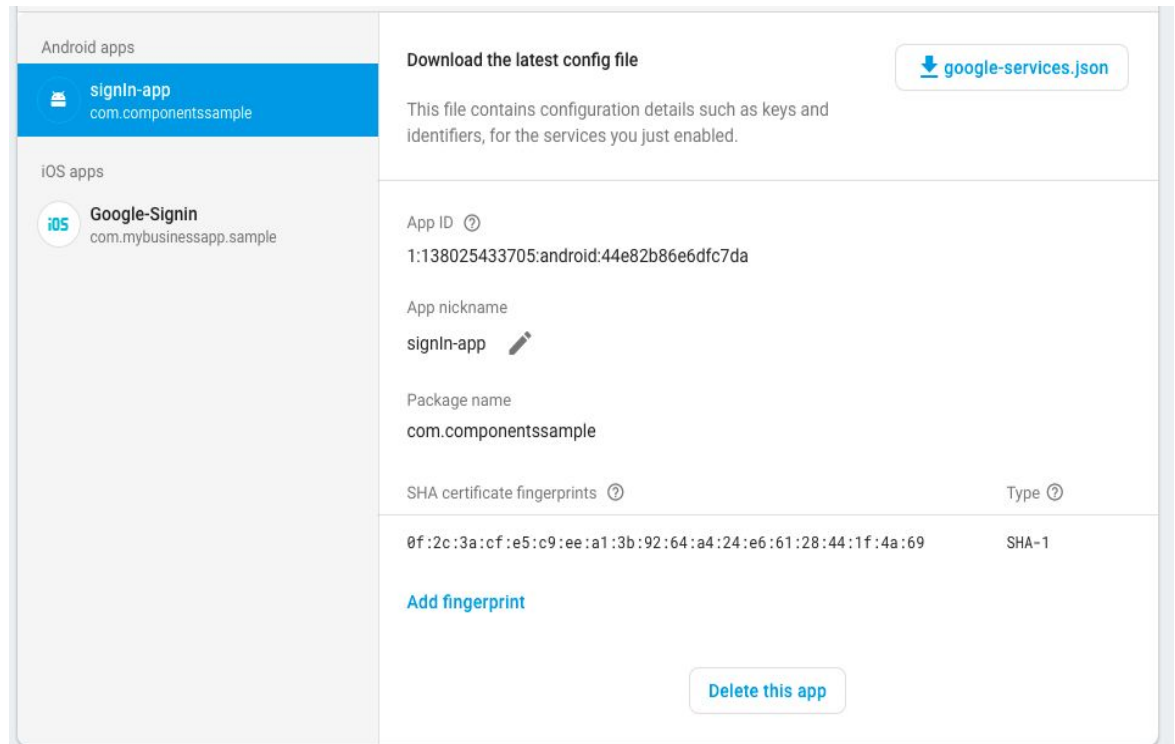 Android apps
signIn-app
com.componentssample
iOS apps
iOS
Google-Signin
com.mybusinessapp.sample
Download the latest config file
google-services.json
This file contains configuration details such as keys and
identifiers, for the services you just enabled.
App ID
1:138025433705:android:44e82b86e6dfc7da
App nickname
signIn-app
Package name
com.componentssample
SHA certificate fingerprints
Type
0f:2c:3a:cf:e5:c9:ee:a1:3b:92:64:a4:24:e6:61:28:44:1f:4a:69
SHA-1
Add fingerprint
Delete this app